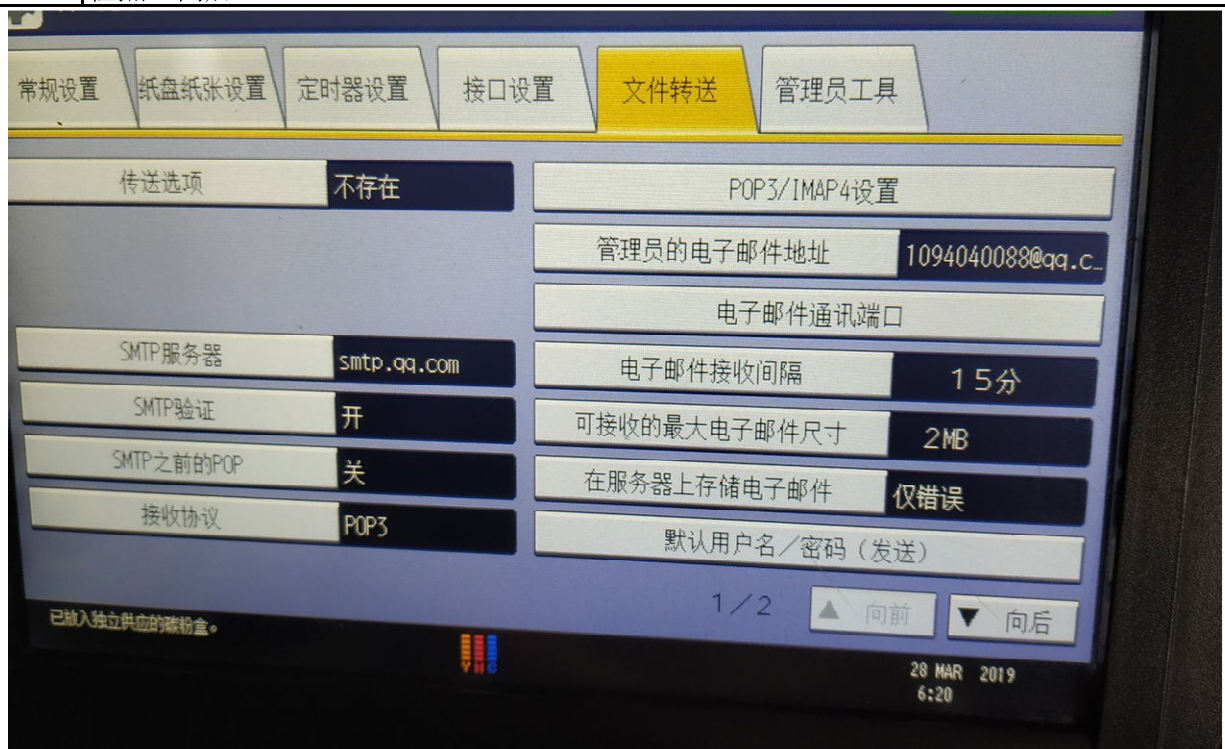 常规设置 纸盘纸张设置 定时器设置 接口设置 文件转送 管理员工具
传送选项 不存在
POP3/IMAP4设置
管理员的电子邮件地址 1094040088@qq.c…
电子邮件通讯端口
SMTP服务器 smtp.qq.com
电子邮件接收间隔 15分
SMTP验证 开
可接收的最大电子邮件尺寸 2MB
SMTP之前的POP 关
在服务器上存储电子邮件 仅错误
接收协议 POP3
默认用户名／密码（发送）
1/2 ▲ 向前 ▼ 向后
已放入独立供应的碳粉盒。
Y M C
28 MAR 2019
6:20